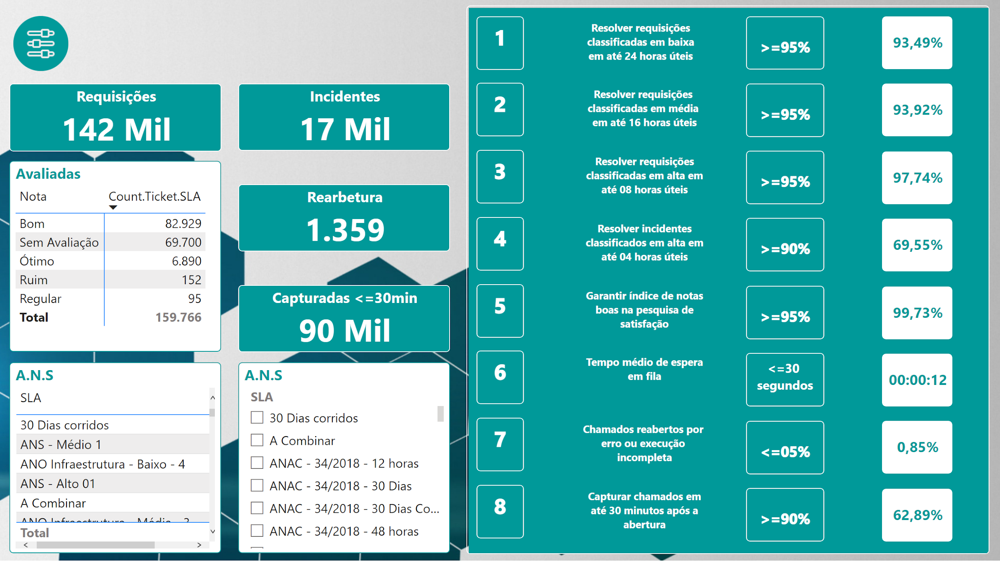 Requisições
142 Mil
Incidentes
17 Mil
Avaliadas
Nota Count.Ticket.SLA
Bom 82.929
Sem Avaliação 69.700
Ótimo 6.890
Ruim 152
Regular 95
Total 159.766
Rearbetura
1.359
Capturadas <=30min
90 Mil
A.N.S
SLA
30 Dias corridos
ANS - Médio 1
ANO Infraestrutura - Baixo - 4
ANS - Alto 01
A Combinar
ANO Infraestrutura - Média - 3
Total
A.N.S
SLA
30 Dias corridos
A Combinar
ANAC - 34/2018 - 12 horas
ANAC - 34/2018 - 30 Dias
ANAC - 34/2018 - 30 Dias Co...
ANAC - 34/2018 - 48 horas
1
Resolver requisições
classificadas em baixa
em até 24 horas úteis
>=95%
93,49%
2
Resolver requisições
classificadas em média
em até 16 horas úteis
>=95%
93,92%
3
Resolver requisições
classificadas em alta em
até 08 horas úteis
>=95%
97,74%
4
Resolver incidentes
classificados em alta em
até 04 horas úteis
>=90%
69,55%
5
Garantir índice de notas
boas na pesquisa de
satisfação
>=95%
99,73%
6
Tempo médio de espera
em fila
<=30
segundos
00:00:12
7
Chamados reabertos por
erro ou execução
incompleta
<=05%
0,85%
8
Capturar chamados em
até 30 minutos após a
abertura
>=90%
62,89%